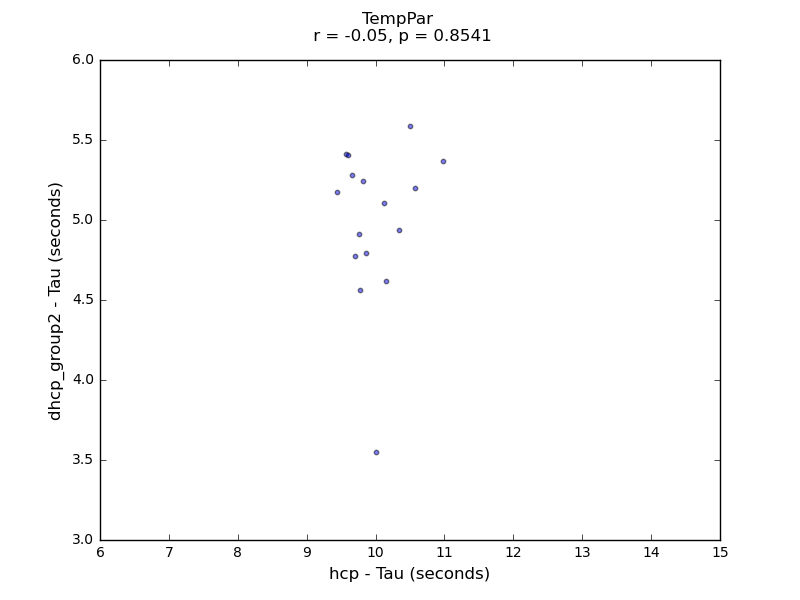 TempPar
r = -0.05, p = 0.8541
6.0
5.5
5.0
4.5
4.0
3.5
3.0
dhcp_group2 - Tau (seconds)
6 7 8 9 10 11 12 13 14 15
hcp - Tau (seconds)